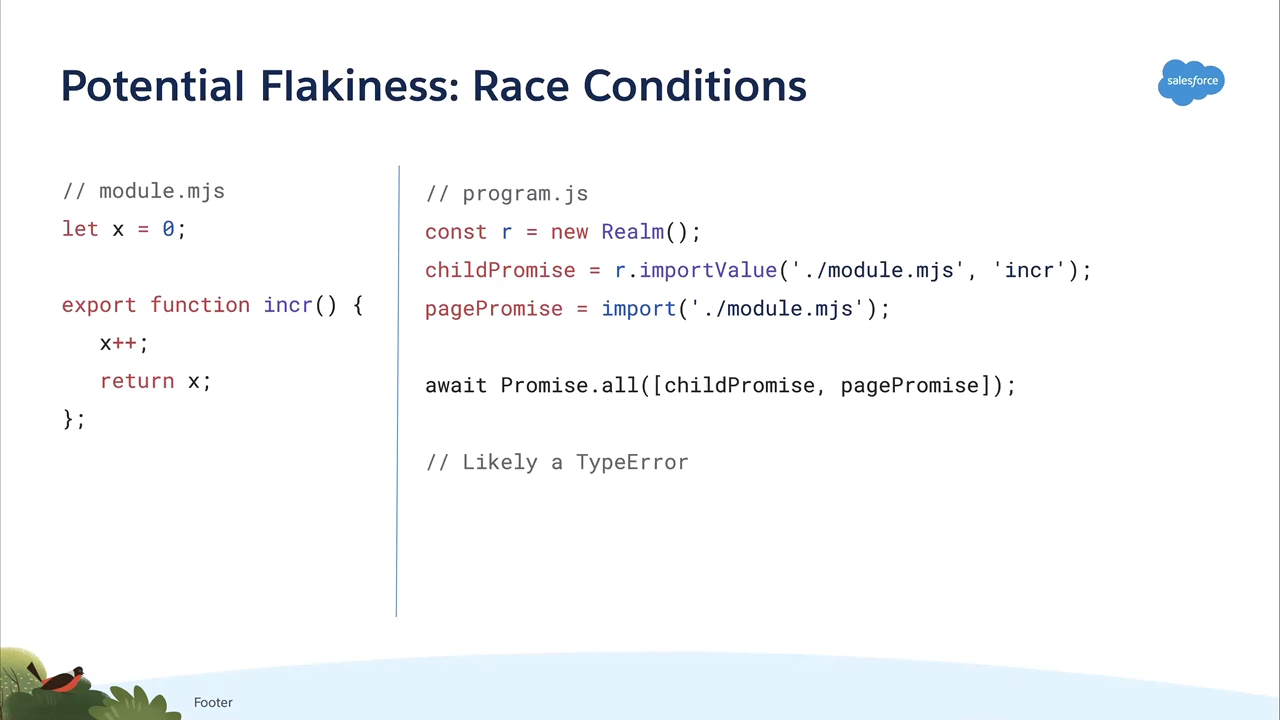 Potential Flakiness: Race Conditions
salesforce
// module.mjs
let x = 0;
export function incr() {
x++;
return x;
};
// program.js
const r = new Realm();
childPromise = r.importValue('./module.mjs', 'incr');
pagePromise = import('./module.mjs');
await Promise.all([childPromise, pagePromise]);
// Likely a TypeError
Footer